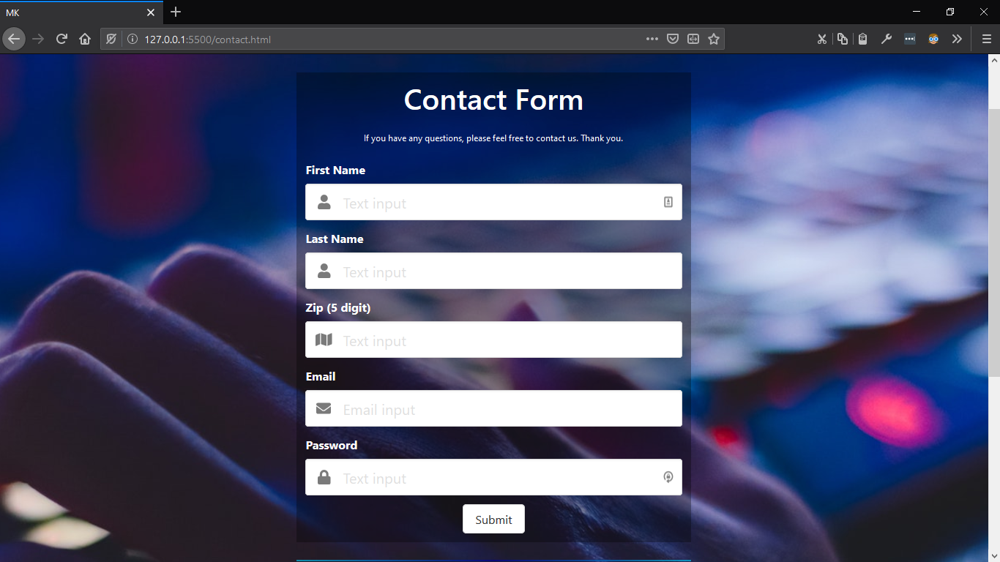 MK
127.0.0.1:5500/contact.html
Contact Form
If you have any questions, please feel free to contact us. Thank you.
First Name
Text input
Last Name
Text input
Zip (5 digit)
Text input
Email
Email input
Password
Text input
Submit